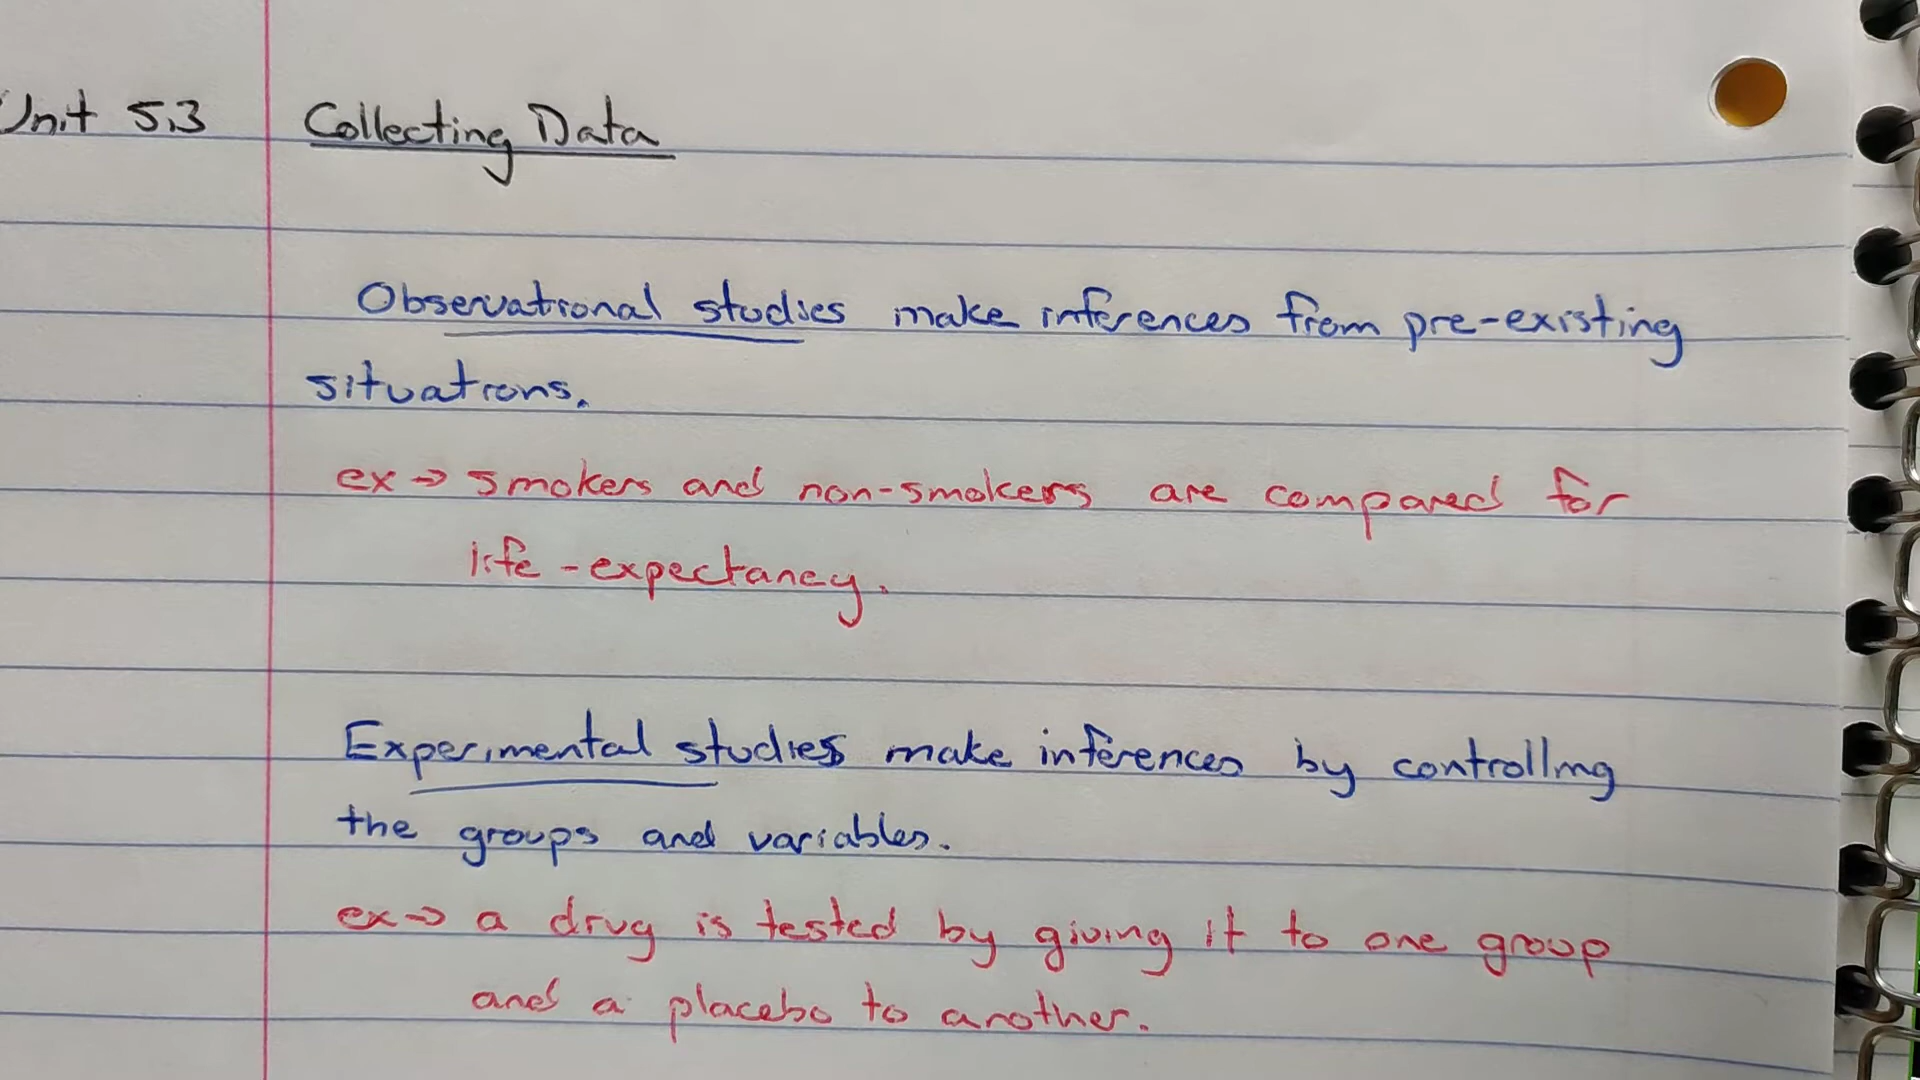 Unit 5.3 Collecting Data
Observational studies make inferences from pre-existing
situations.
ex → smokers and non-smokers are compared for
life-expectancy.
Experimental studies make inferences by controlling
the groups and variables.
ex → a drug is tested by giving it to one group
and a placebo to another.